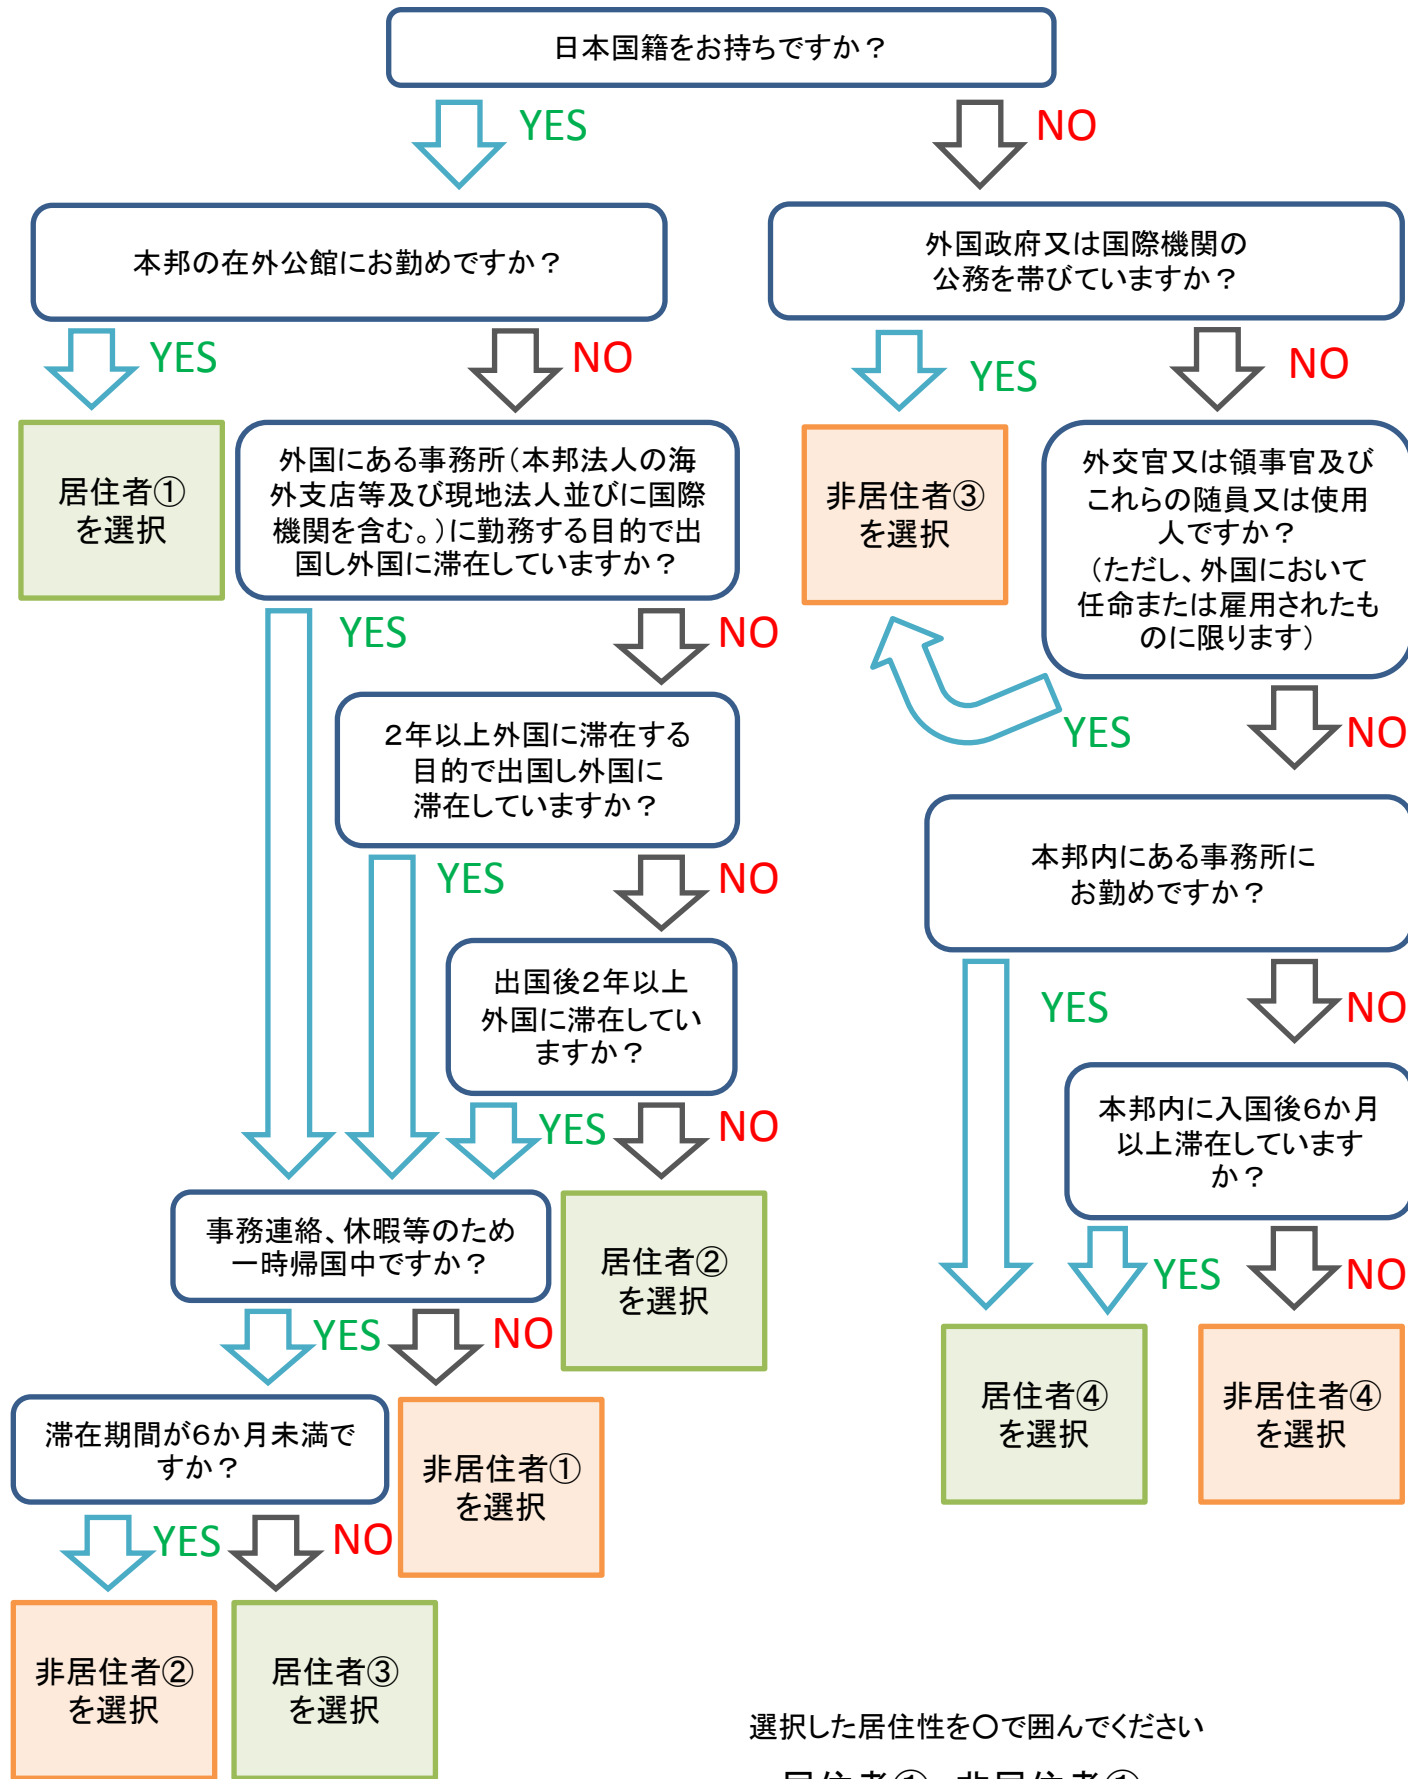 日本国籍をお持ちですか？
YES
NO
本邦の在外公館にお勤めですか？
外国政府又は国際機関の
公務を帯びていますか？
YES
NO
YES
NO
居住者①
を選択
外国にある事務所（本邦法人の海
外支店等及び現地法人並びに国際
機関を含む。）に勤務する目的で出
国し外国に滞在していますか？
非居住者③
を選択
外交官又は領事官及び
これらの随員又は使用
人ですか？
（ただし、外国において
任命または雇用されたも
のに限ります）
YES
NO
YES
NO
2年以上外国に滞在する
目的で出国し外国に
滞在していますか？
本邦内にある事務所に
お勤めですか？
YES
NO
出国後2年以上
外国に滞在してい
ますか？
YES
NO
本邦内に入国後6か月
以上滞在しています
か？
YES
NO
事務連絡、休暇等のため
一時帰国中ですか？
居住者②
を選択
YES
NO
YES
NO
滞在期間が6か月未満で
すか？
非居住者①
を選択
居住者④
を選択
非居住者④
を選択
YES
NO
非居住者②
を選択
居住者③
を選択
選択した居住性を〇で囲んでください
居住者①　非居住者①